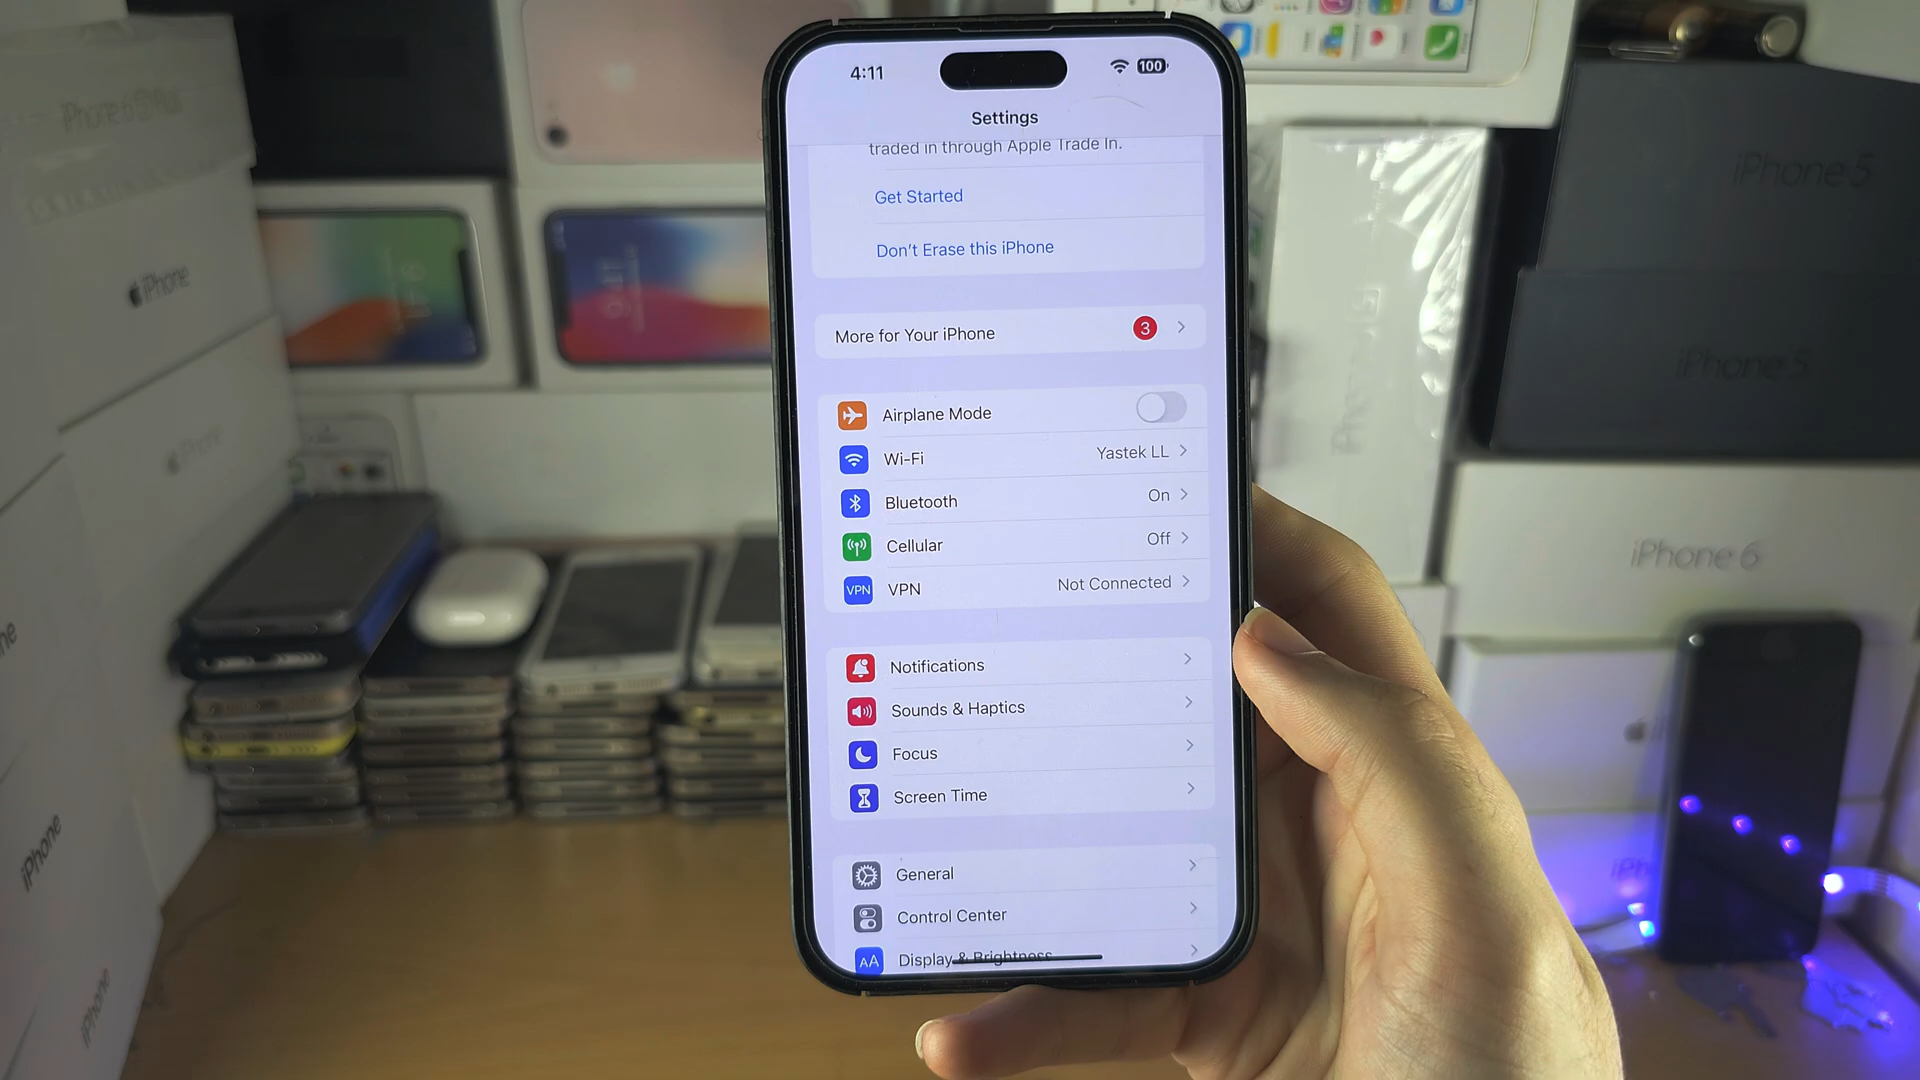 4:11
100
Settings
traded in through Apple Trade In.
Get Started
Don't Erase this iPhone
More for Your iPhone
3
Airplane Mode
Wi-Fi
Yastek LL
Bluetooth
On
Cellular
Off
VPN
VPN
Not Connected
Notifications
Sounds & Haptics
Focus
Screen Time
General
Control Center
AA
Display & Brightness
iPhone
iPhone
iPhone
iPhone
iPhone 5
iPhone 5
iPhone 6